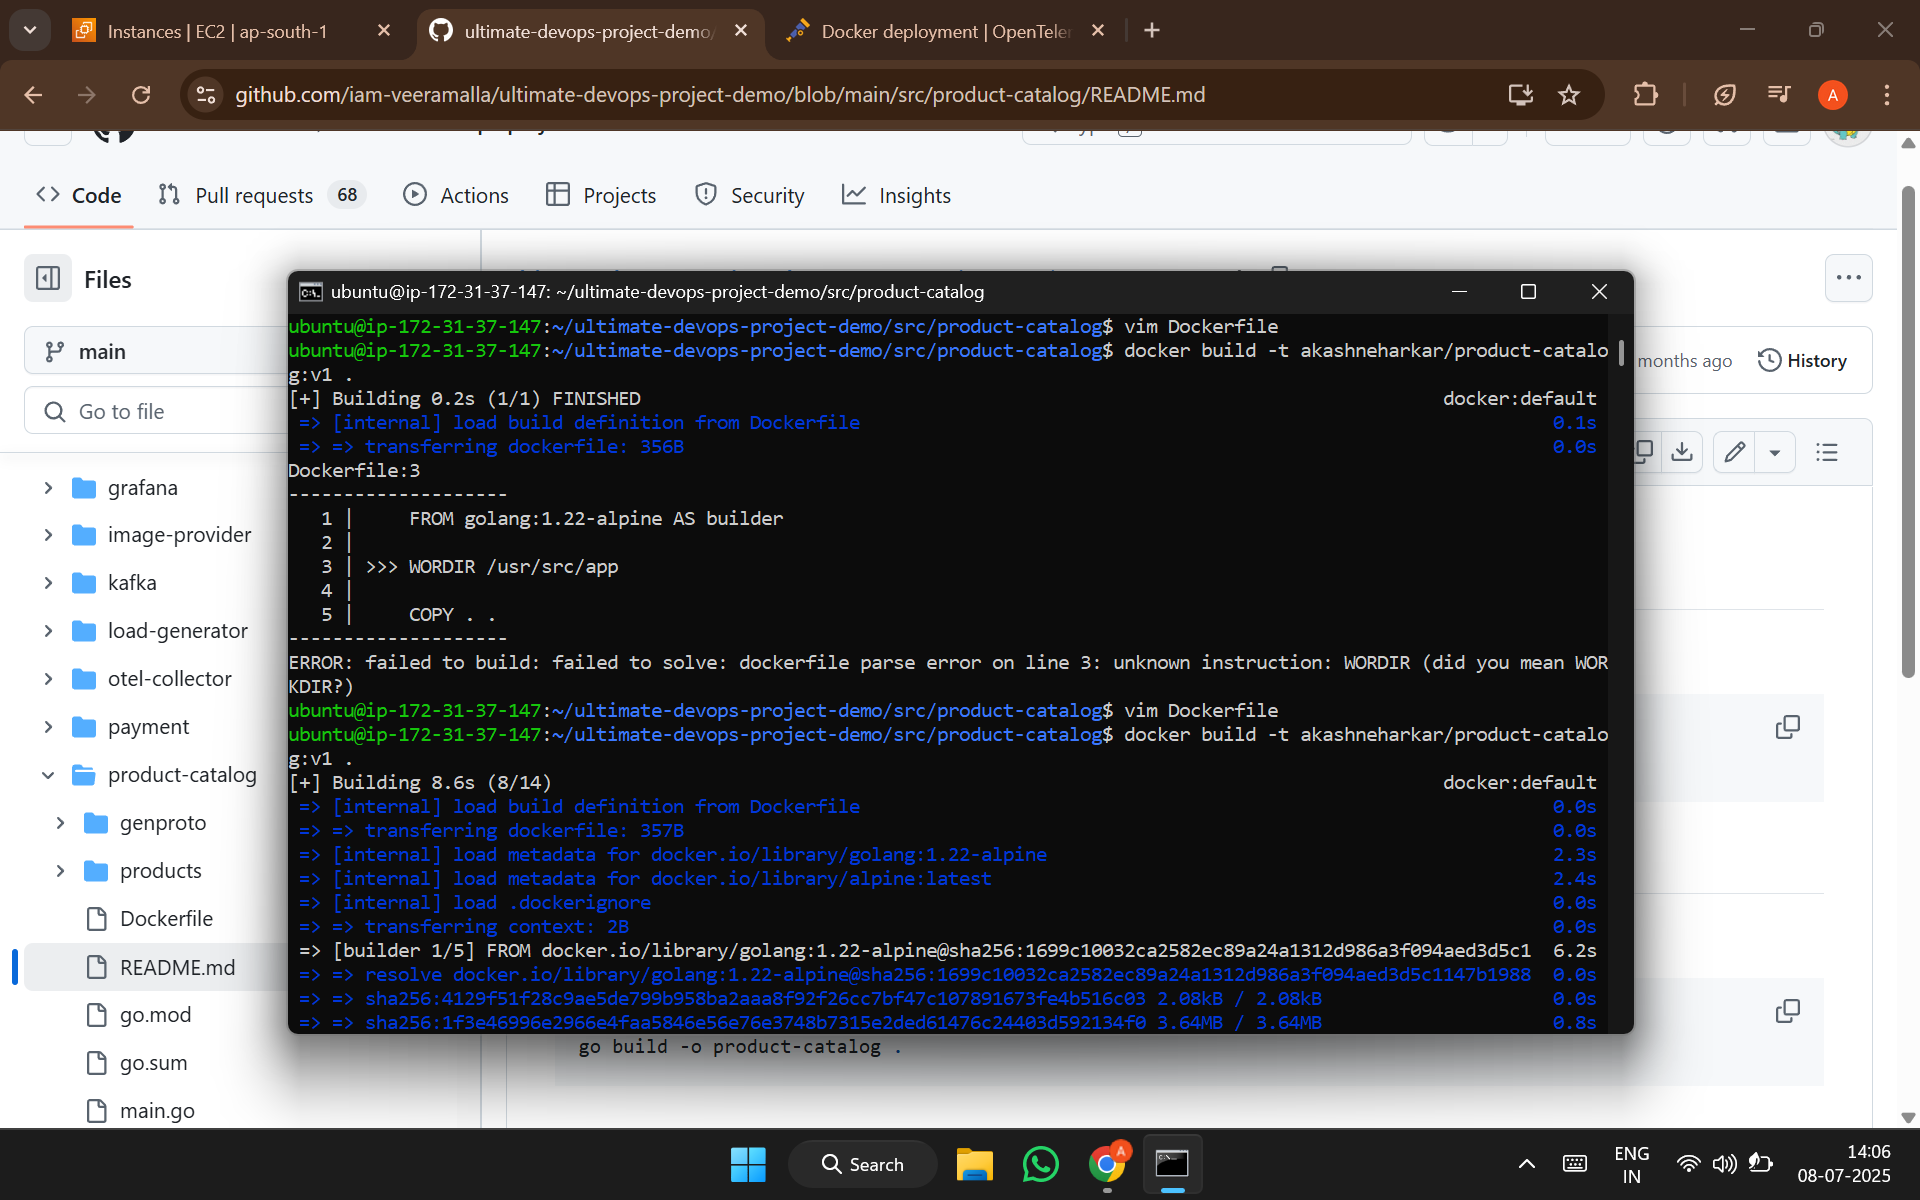 Instances | EC2 | ap-south-1
ultimate-devops-project-demo/
Docker deployment | OpenTeler
github.com/iam-veeramalla/ultimate-devops-project-demo/blob/main/src/product-catalog/README.md
A
Code
Pull requests 68
Actions
Projects
Security
Insights
Files
main
Go to file
months ago
History
grafana
image-provider
kafka
load-generator
otel-collector
payment
product-catalog
genproto
products
Dockerfile
README.md
go.mod
go.sum
main.go
ubuntu@ip-172-31-37-147: ~/ultimate-devops-project-demo/src/product-catalog
ubuntu@ip-172-31-37-147:~/ultimate-devops-project-demo/src/product-catalog$ vim Dockerfile
ubuntu@ip-172-31-37-147:~/ultimate-devops-project-demo/src/product-catalog$ docker build -t akashneharkar/product-catalo
g:v1 .
[+] Building 0.2s (1/1) FINISHED docker:default
=> [internal] load build definition from Dockerfile 0.1s
=> => transferring dockerfile: 356B 0.0s
Dockerfile:3
--------------------
1 | FROM golang:1.22-alpine AS builder
2 |
3 | >>> WORDIR /usr/src/app
4 |
5 | COPY . .
--------------------
ERROR: failed to build: failed to solve: dockerfile parse error on line 3: unknown instruction: WORDIR (did you mean WOR
KDIR?)
ubuntu@ip-172-31-37-147:~/ultimate-devops-project-demo/src/product-catalog$ vim Dockerfile
ubuntu@ip-172-31-37-147:~/ultimate-devops-project-demo/src/product-catalog$ docker build -t akashneharkar/product-catalo
g:v1 .
[+] Building 8.6s (8/14) docker:default
=> [internal] load build definition from Dockerfile 0.0s
=> => transferring dockerfile: 357B 0.0s
=> [internal] load metadata for docker.io/library/golang:1.22-alpine 2.3s
=> [internal] load metadata for docker.io/library/alpine:latest 2.4s
=> [internal] load .dockerignore 0.0s
=> => transferring context: 2B 0.0s
=> [builder 1/5] FROM docker.io/library/golang:1.22-alpine@sha256:1699c10032ca2582ec89a24a1312d986a3f094aed3d5c1 6.2s
=> => resolve docker.io/library/golang:1.22-alpine@sha256:1699c10032ca2582ec89a24a1312d986a3f094aed3d5c1147b1988 0.0s
=> => sha256:4129f51f28c9ae5de799b958ba2aaa8f92f26cc7bf47c107891673fe4b516c03 2.08kB / 2.08kB 0.0s
=> => sha256:1f3e46996e2966e4faa5846e56e76e3748b7315e2ded61476c24403d592134f0 3.64MB / 3.64MB 0.8s
go build -o product-catalog .
Search
A
ENG
IN
14:06
08-07-2025